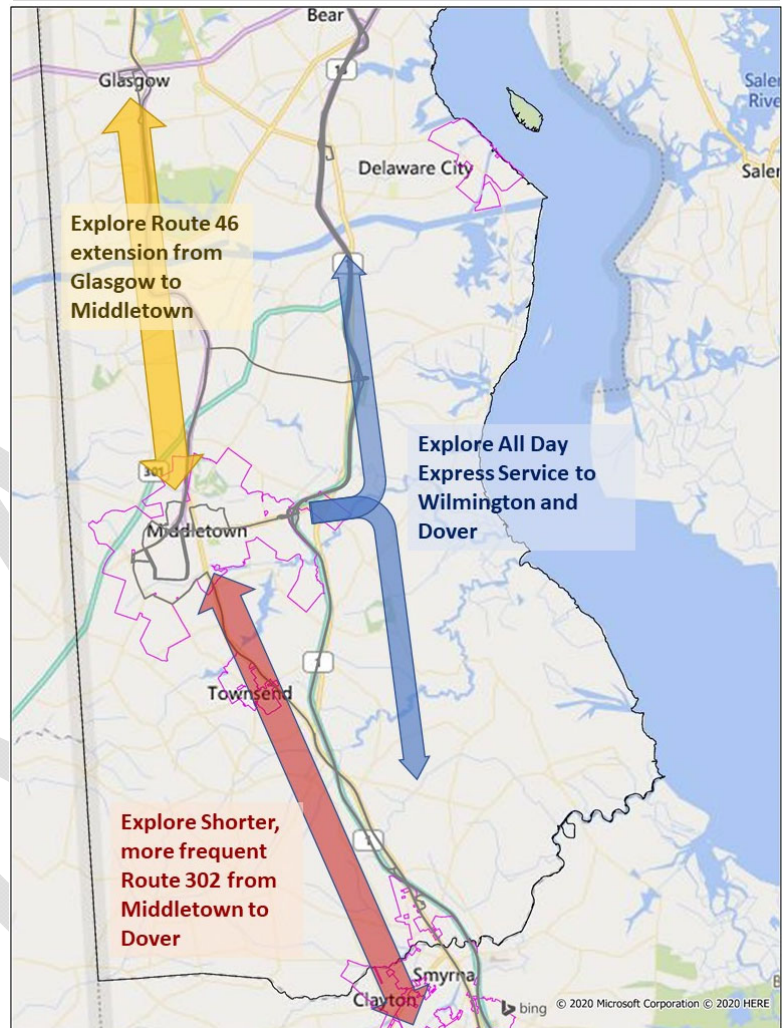 Bear
13
Glasgow
Salem
River
Delaware City
Explore Route 46
extension from
Glasgow to
Middletown
301
Explore All Day
Express Service to
Wilmington and
Dover
Middletown
1
Townsend
Explore Shorter,
more frequent
Route 302 from
Middletown to
Dover
Smyrna
Clayton
bing
© 2020 Microsoft Corporation © 2020 HERE